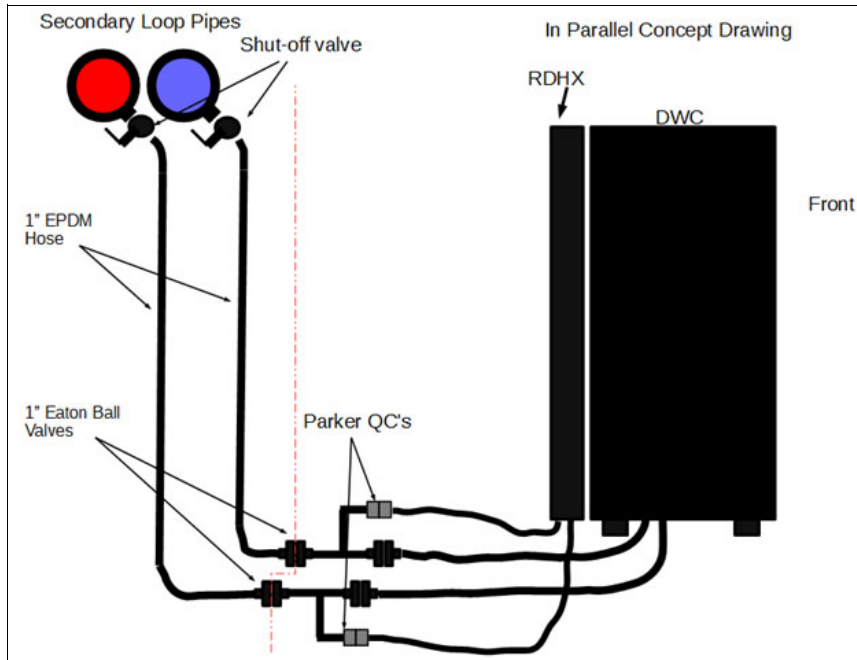 Secondary Loop Pipes
Shut-off valve
In Parallel Concept Drawing
RDHX
DWC
Front
1" EPDM
Hose
1" Eaton Ball
Valves
Parker QC's